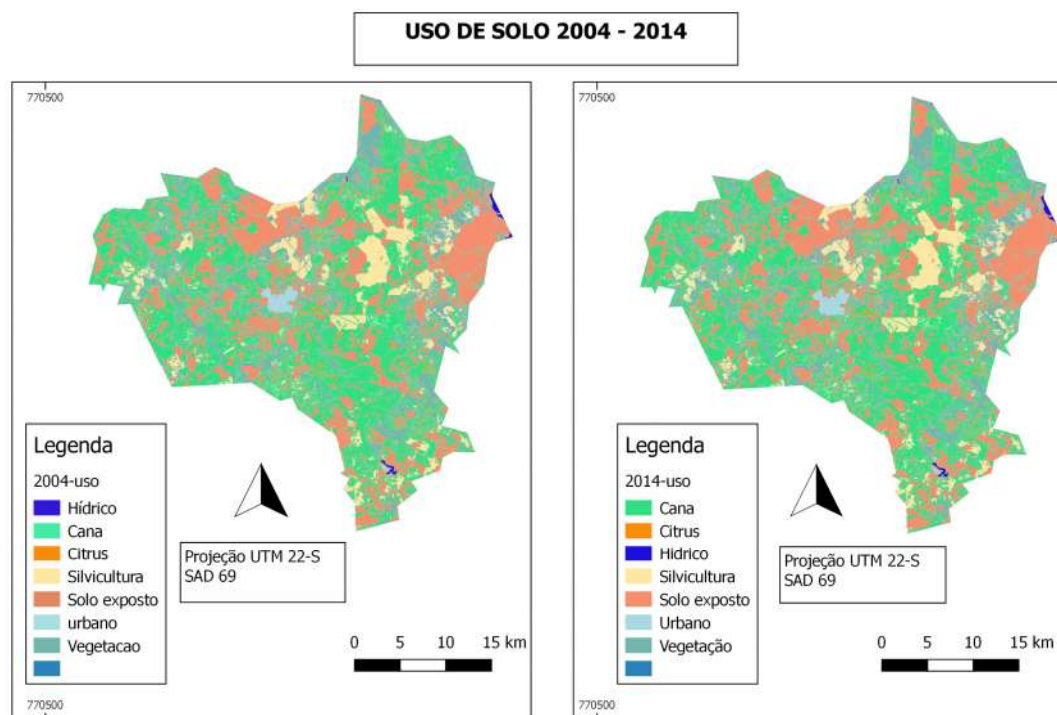 USO DE SOLO 2004 - 2014
770500
Legenda
2004-uso
Hídrico
Cana
Citrus
Silvicultura
Solo exposto
urbano
Vegetacao
Projeção UTM 22-S
SAD 69
0 5 10 15 km
770500
770500
Legenda
2014-uso
Cana
Citrus
Hidrico
Silvicultura
Solo exposto
Urbano
Vegetação
Projeção UTM 22-S
SAD 69
0 5 10 15 km
770500